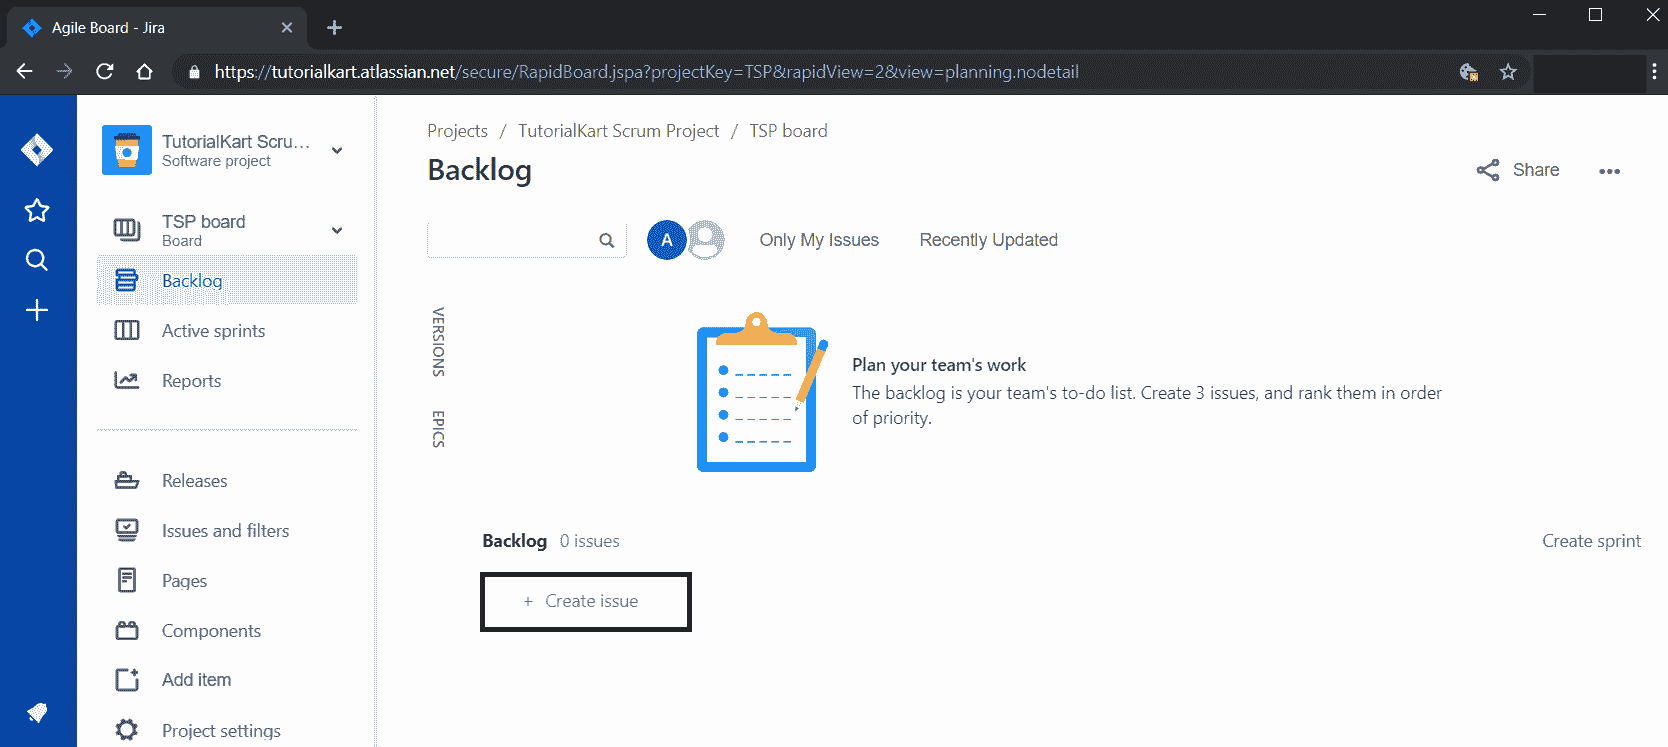 Agile Board - Jira
https://tutorialkart.atlassian.net/secure/RapidBoard.jspa?projectKey=TSP&rapidView=2&view=planning.nodetail
TutorialKart Scru...
Software project
TSP board
Board
Backlog
Active sprints
Reports
Releases
Issues and filters
Pages
Components
Add item
Project settings
Projects / TutorialKart Scrum Project / TSP board
Backlog
Share
A
Only My Issues
Recently Updated
VERSIONS
EPICS
Plan your team's work
The backlog is your team's to-do list. Create 3 issues, and rank them in order
of priority.
Backlog 0 issues
Create sprint
+ Create issue